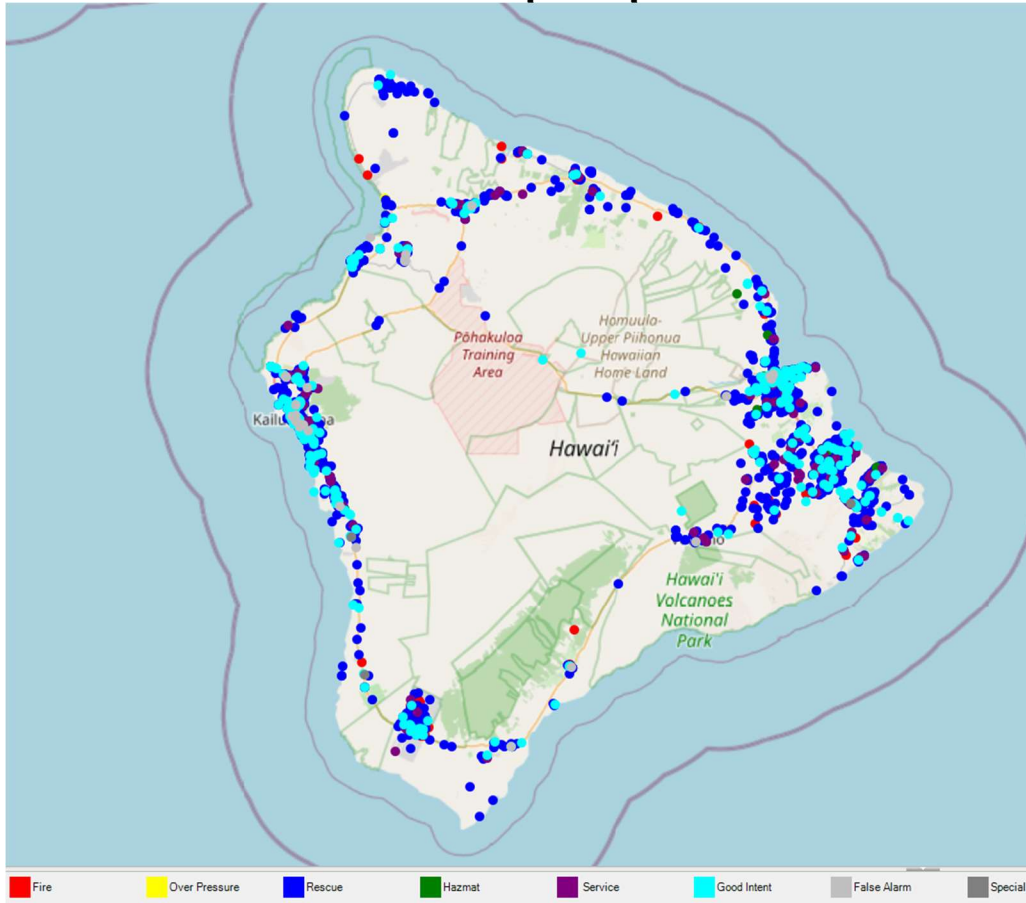 Pōhakuloa
Training
Area
Homuula-
Upper Piihonua
Hawaiian
Home Land
Hawaiʻi
Hawai'i
Volcanoes
National
Park
Fire
Over Pressure
Rescue
Hazmat
Service
Good Intent
False Alarm
Special